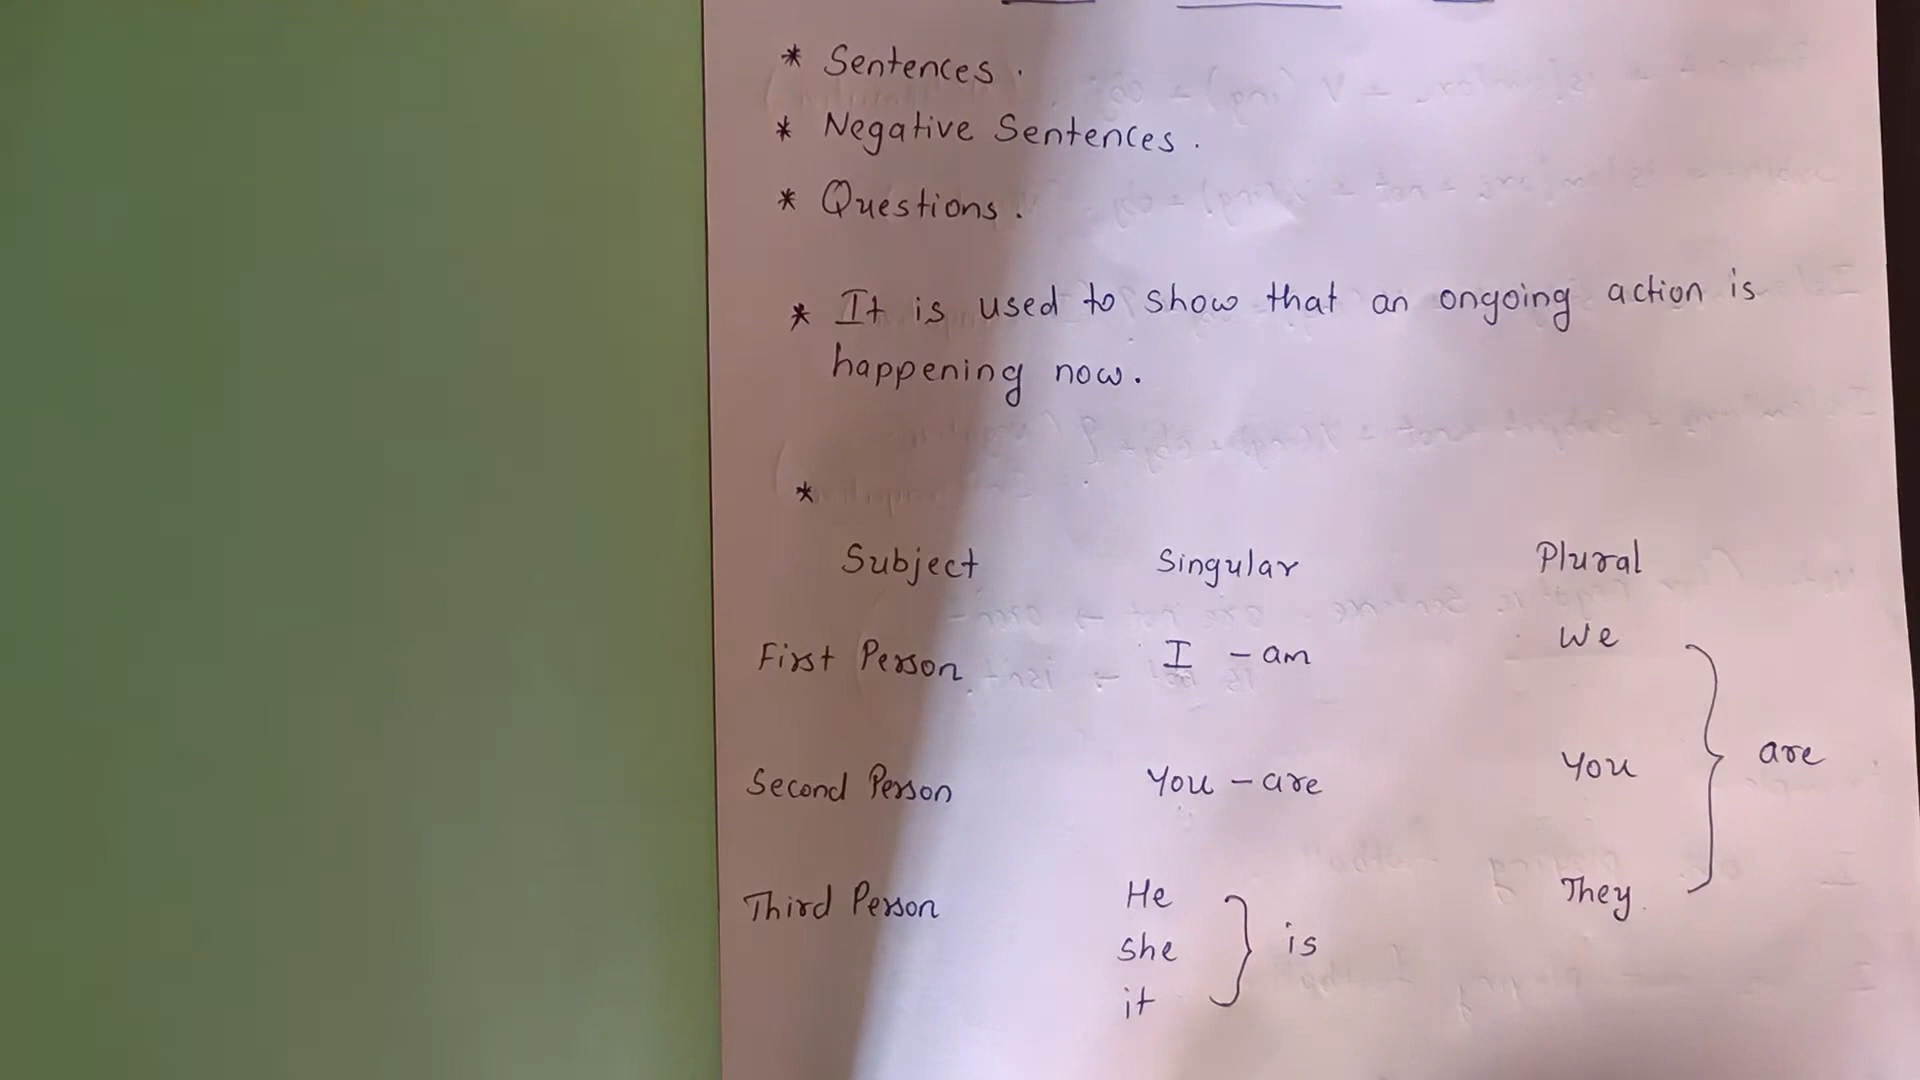 * Sentences.
* Negative Sentences.
* Questions.
* It is used to show that an ongoing action is
happening now.
*
Subject Singular Plural
First Person I - am We
Second Person You - are You } are
Third Person He They
she } is
it